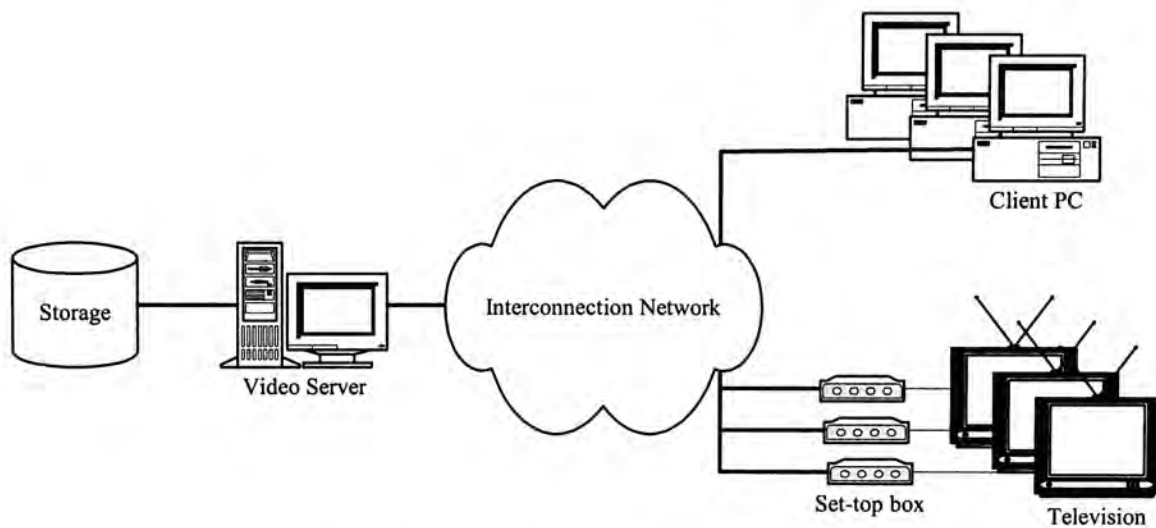 Storage
Video Server
Interconnection Network
Client PC
Set-top box
Television